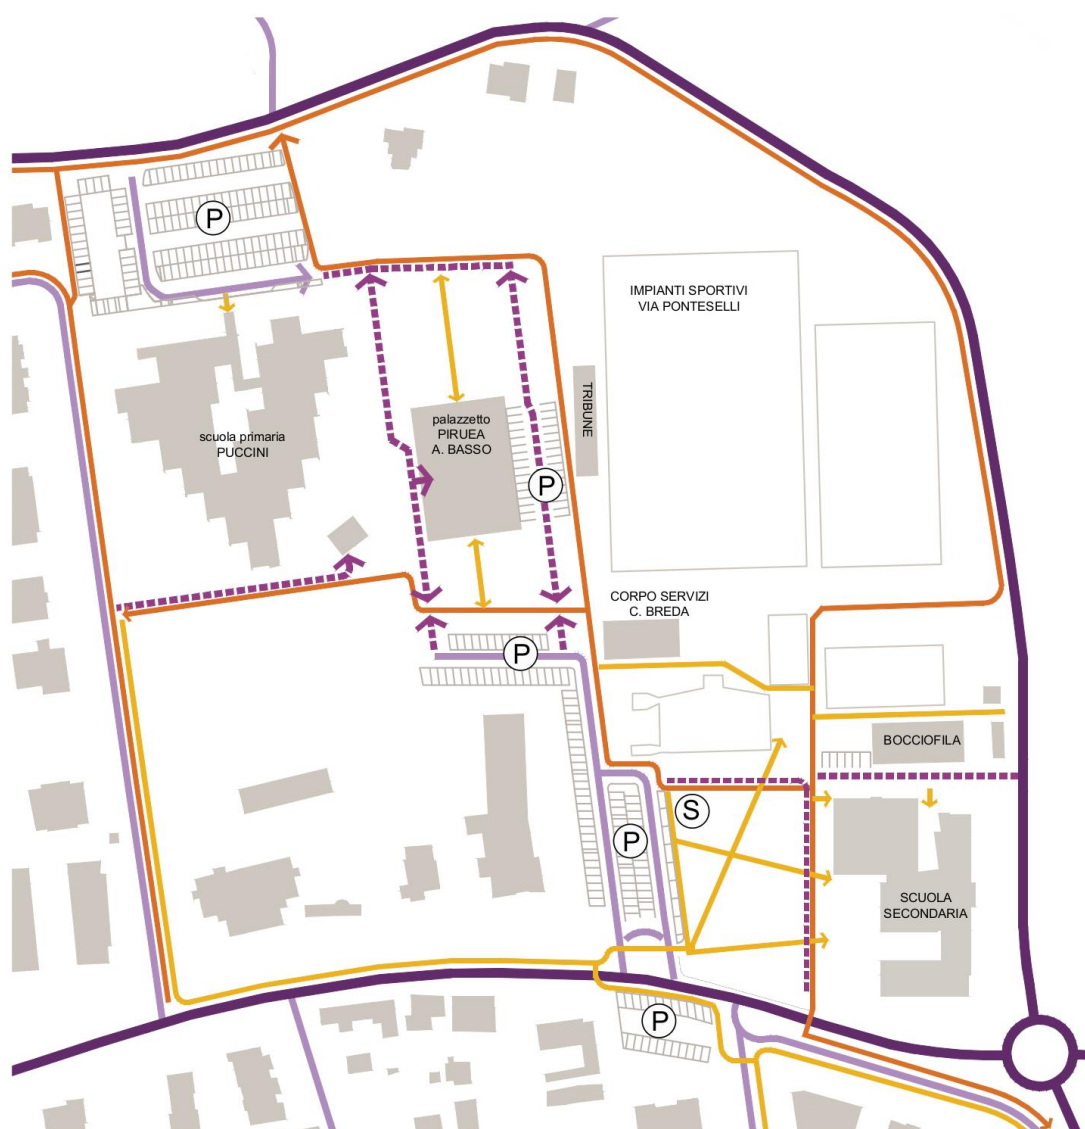 P
IMPIANTI SPORTIVI
VIA PONTESELLI
TRIBUNE
palazzetto
PIRUEA
A. BASSO
scuola primaria
PUCCINI
P
CORPO SERVIZI
C. BREDA
P
BOCCIOFILA
S
P
SCUOLA
SECONDARIA
P